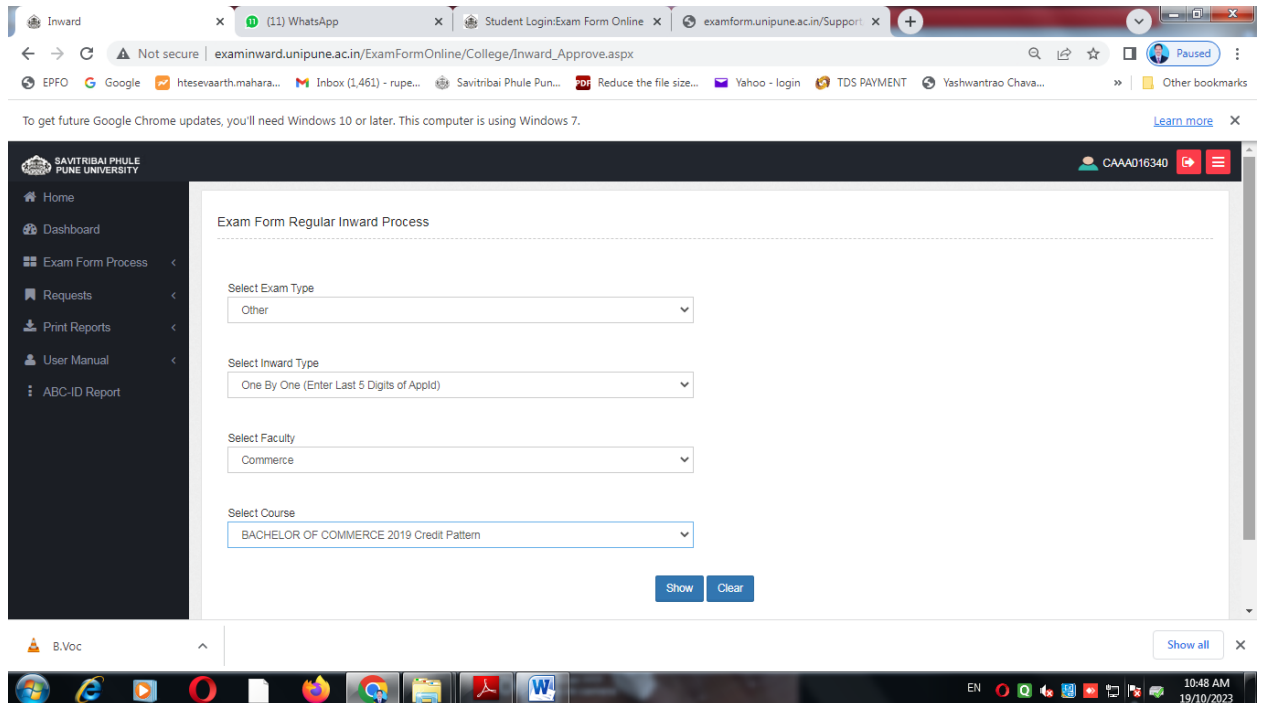 Inward
(11) WhatsApp
Student Login:Exam Form Online
examform.unipune.ac.in/Support
Not secure | examinward.unipune.ac.in/ExamFormOnline/College/Inward_Approve.aspx
Paused
EPFO Google htesevaarth.mahara... Inbox (1,461) - rupe... Savitribai Phule Pun... PDF Reduce the file size... Yahoo - login TDS PAYMENT Yashwantrao Chava... » Other bookmarks
To get future Google Chrome updates, you'll need Windows 10 or later. This computer is using Windows 7. Learn more
SAVITRIBAI PHULE
PUNE UNIVERSITY
CAAA016340
Home
Dashboard
Exam Form Process
Requests
Print Reports
User Manual
ABC-ID Report
Exam Form Regular Inward Process
Select Exam Type
Other
Select Inward Type
One By One (Enter Last 5 Digits of AppId)
Select Faculty
Commerce
Select Course
BACHELOR OF COMMERCE 2019 Credit Pattern
Show Clear
B.Voc
Show all
EN
10:48 AM
19/10/2023